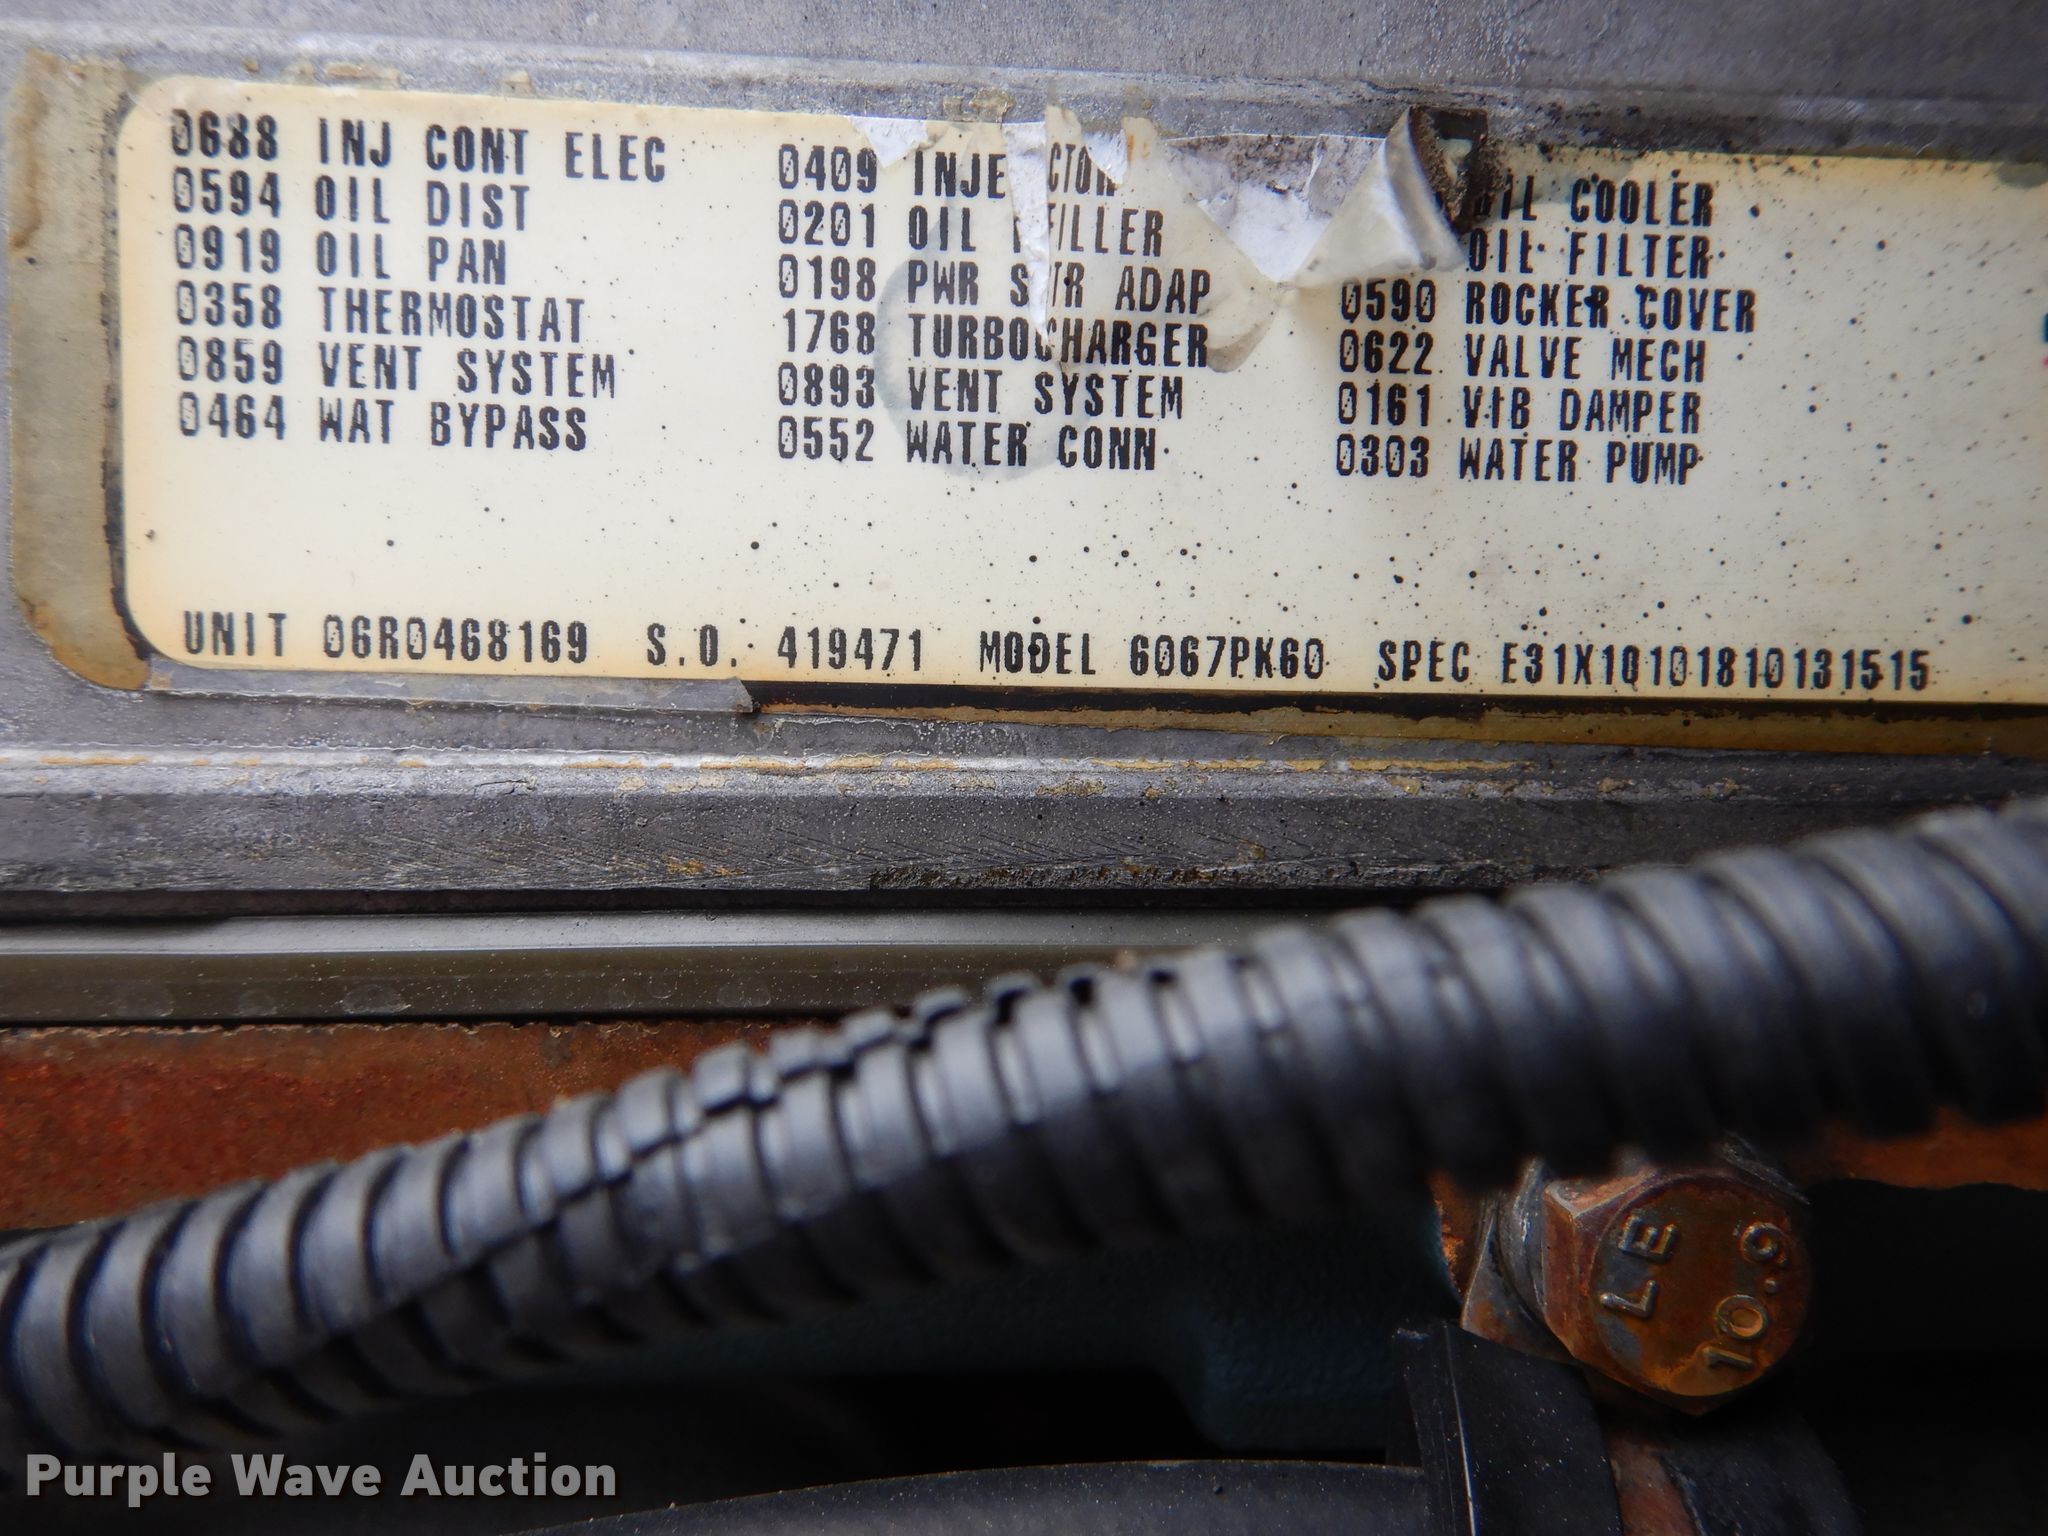 0688 INJ CONT ELEC 0409 INJECTOR OIL COOLER
0594 OIL DIST 0201 OIL FILLER OIL FILTER
0919 OIL PAN 0198 PWR STR ADAP 0590 ROCKER COVER
0358 THERMOSTAT 1768 TURBOCHARGER 0622 VALVE MECH
0859 VENT SYSTEM 0893 VENT SYSTEM 0161 VIB DAMPER
0464 WAT BYPASS 0552 WATER CONN 0303 WATER PUMP
UNIT 06R0468169 S.O. 419471 MODEL 6067PK60 SPEC E31X10101810131515
LE
10.9
Purple Wave Auction